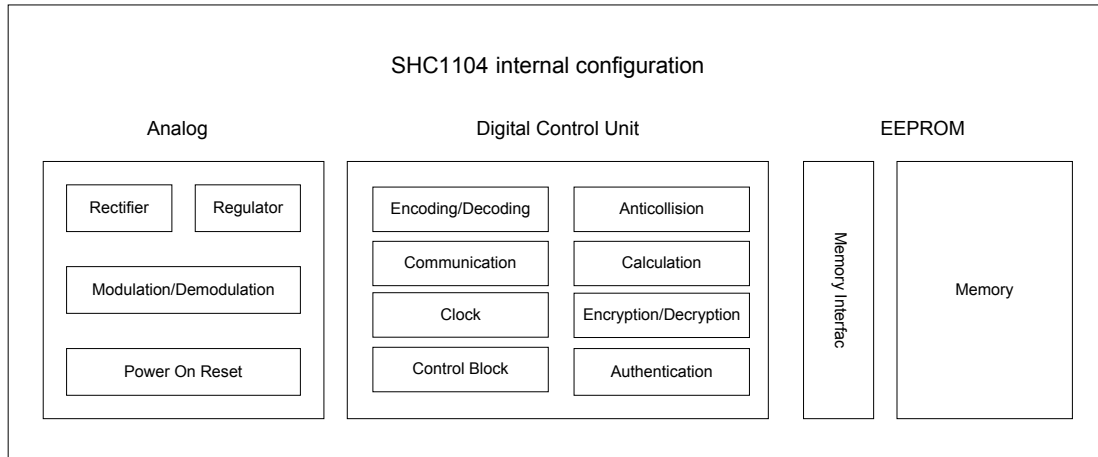 SHC1104 internal configuration
Analog
Digital Control Unit
EEPROM
Rectifier
Regulator
Modulation/Demodulation
Power On Reset
Encoding/Decoding
Anticollision
Communication
Calculation
Clock
Encryption/Decryption
Control Block
Authentication
Memory Interfac
Memory